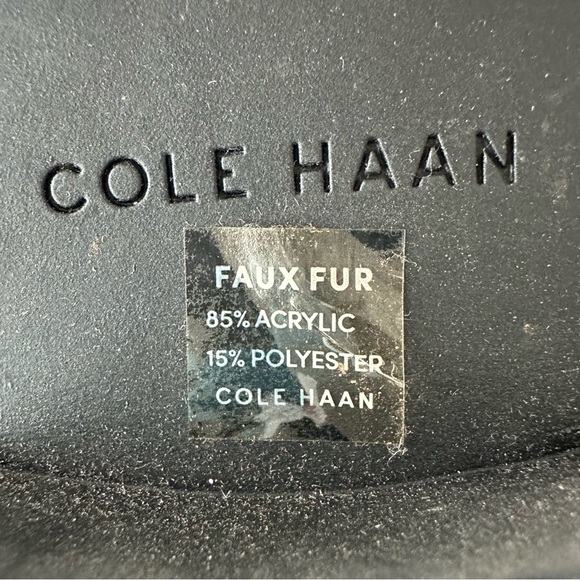 COLE HAAN
FAUX FUR
85% ACRYLIC
15% POLYESTER
COLE HAAN